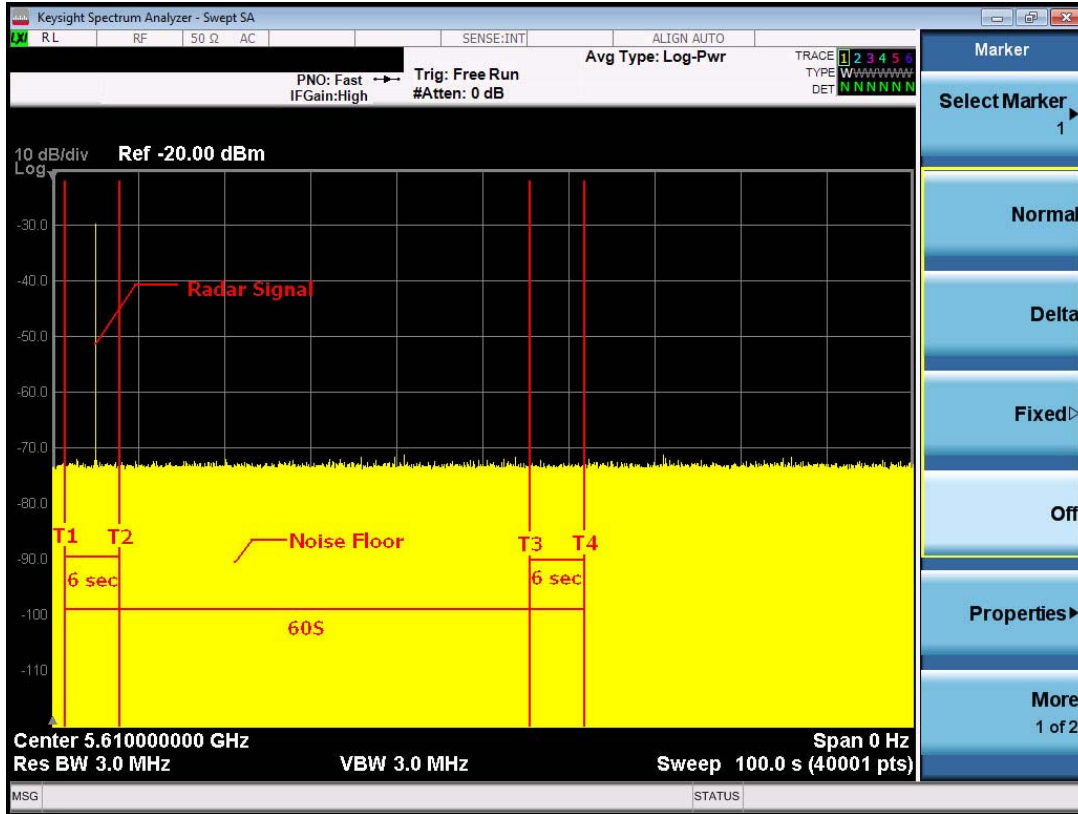 Keysight Spectrum Analyzer - Swept SA
LXI RL RF 50 Ω AC SENSE:INT ALIGN AUTO
PNO: Fast
IFGain:High
Trig: Free Run
#Atten: 0 dB
Avg Type: Log-Pwr
TRACE 1 2 3 4 5 6
TYPE WWWWWW
DET N N N N N N
10 dB/div
Log
Ref -20.00 dBm
-30.0
-40.0
Radar Signal
-50.0
-60.0
-70.0
-80.0
T1 T2 Noise Floor T3 T4
-90.0
6 sec 6 sec
-100
60S
-110
Center 5.610000000 GHz Span 0 Hz
Res BW 3.0 MHz VBW 3.0 MHz Sweep 100.0 s (40001 pts)
MSG STATUS
Marker
Select Marker
1
Normal
Delta
Fixed
Off
Properties
More
1 of 2